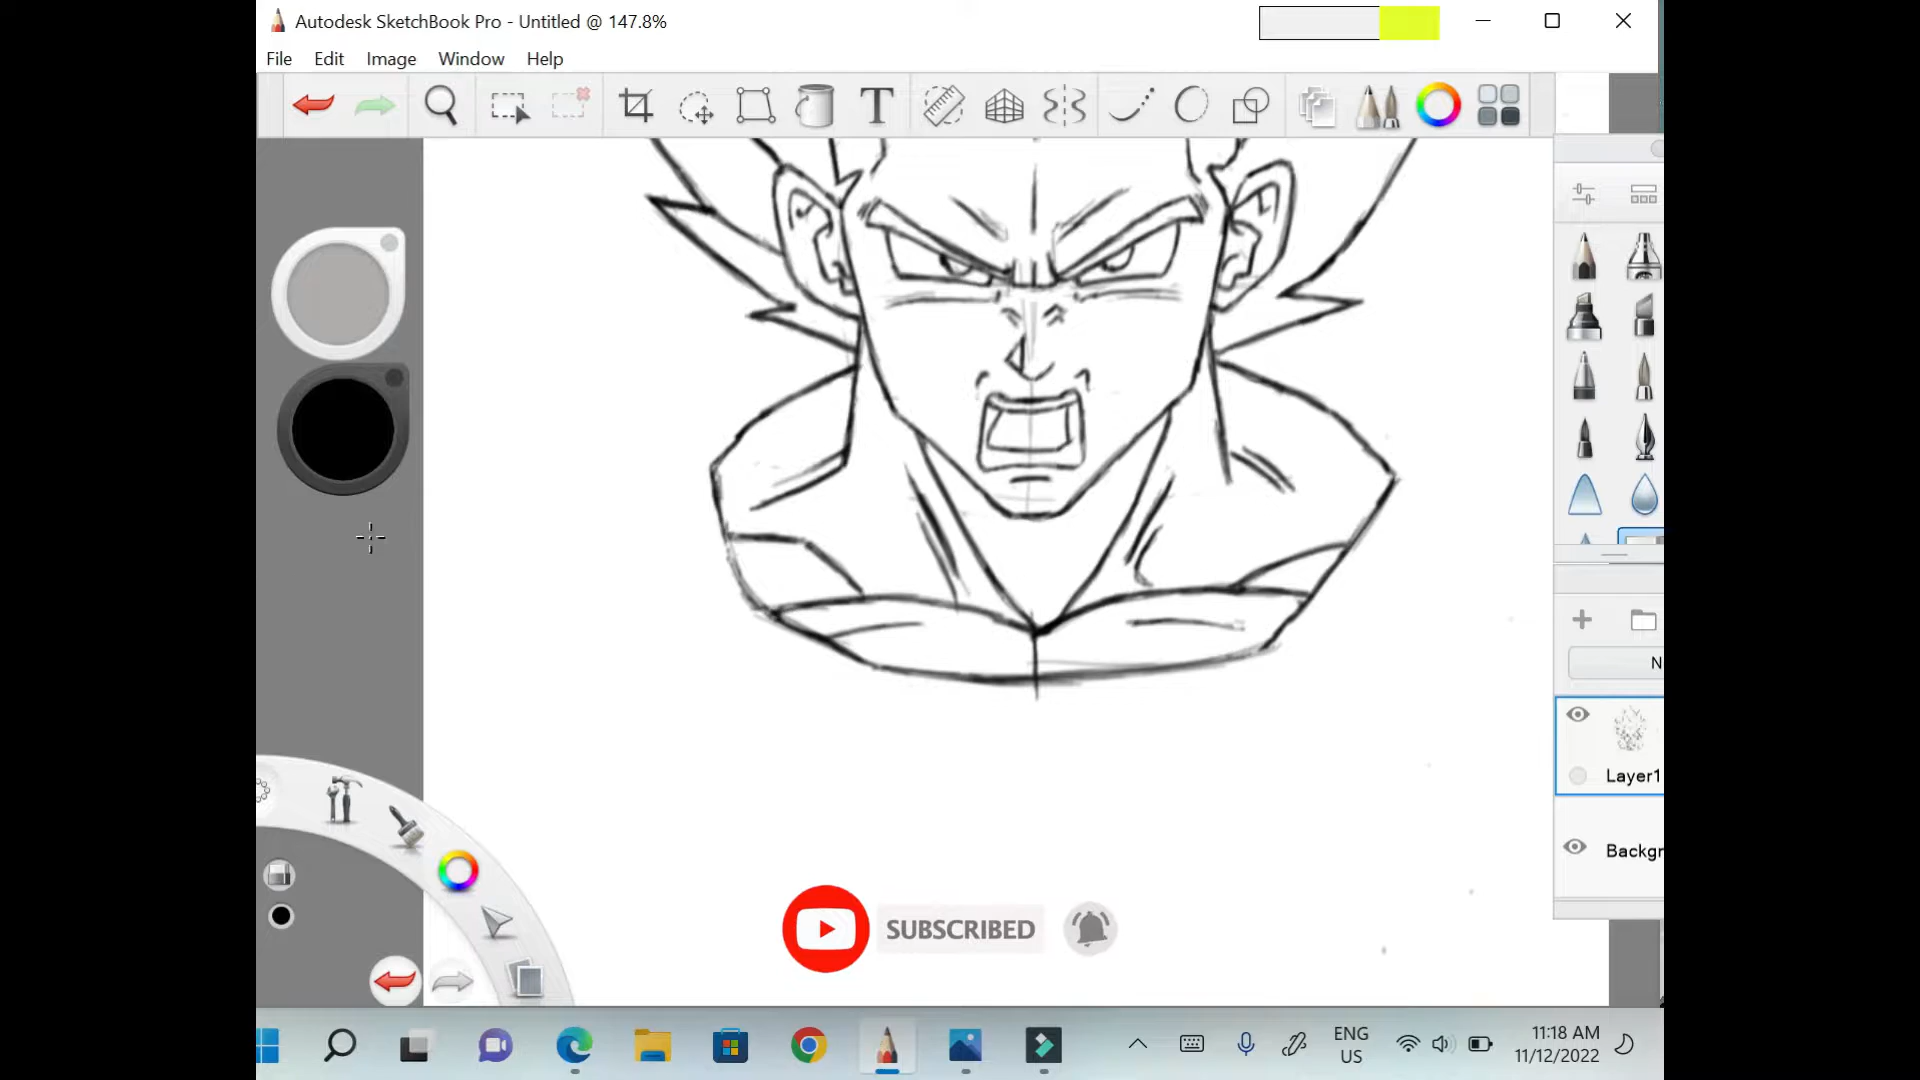 Autodesk SketchBook Pro - Untitled @ 147.8%
File Edit Image Window Help
T
N
Layer1
Backgr
SUBSCRIBED
ENG
US
11:18 AM
11/12/2022